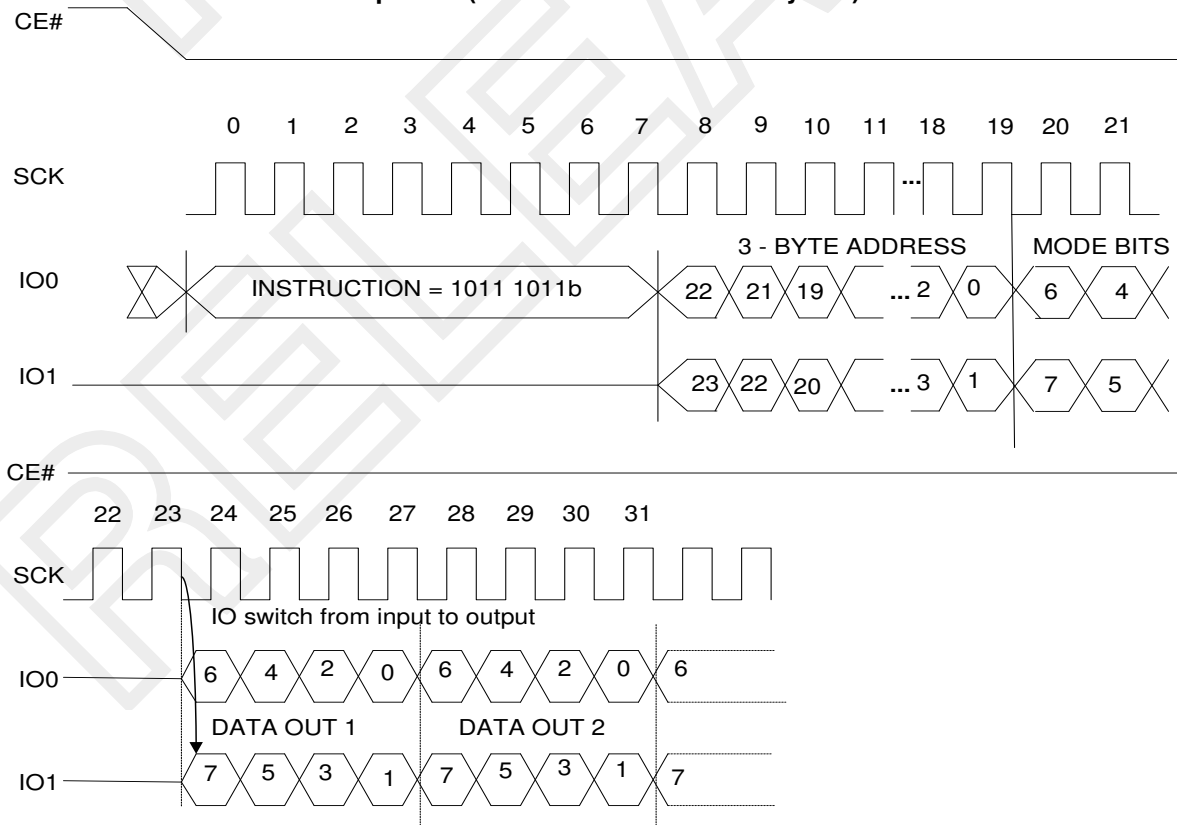 CE#
0 1 2 3 4 5 6 7 8 9 10 11 18 19 20 21
SCK
...
3 - BYTE ADDRESS MODE BITS
IO0 INSTRUCTION = 1011 1011b 22 21 19 ... 2 0 6 4
IO1 23 22 20 ... 3 1 7 5
CE#
22 23 24 25 26 27 28 29 30 31
SCK
IO switch from input to output
IO0 6 4 2 0 6 4 2 0 6
DATA OUT 1 DATA OUT 2
IO1 7 5 3 1 7 5 3 1 7